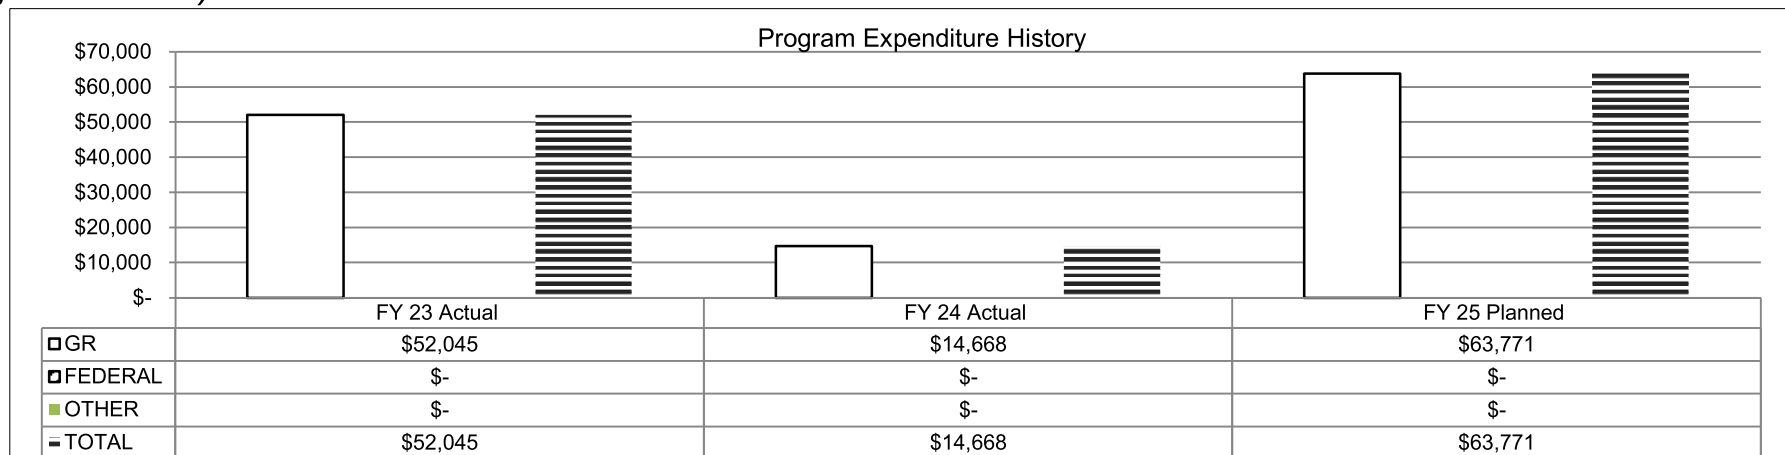 Program Expenditure History
$70,000
$60,000
$50,000
$40,000
$30,000
$20,000
$10,000
$-
FY 23 Actual FY 24 Actual FY 25 Planned
GR $52,045 $14,668 $63,771
FEDERAL $- $- $-
OTHER $- $- $-
TOTAL $52,045 $14,668 $63,771